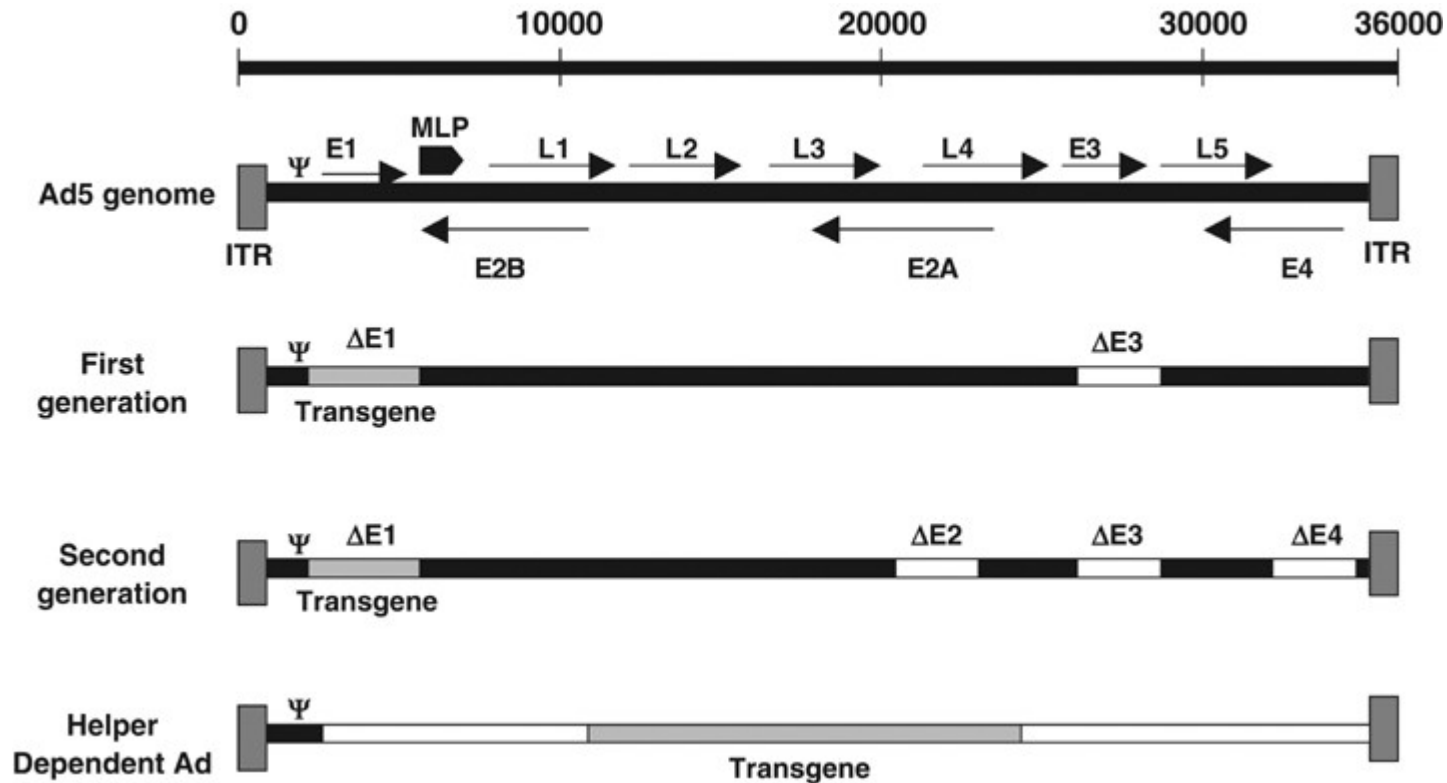 0 10000 20000 30000 36000
MLP
Ψ E1 L1 L2 L3 L4 E3 L5
Ad5 genome
ITR ITR
E2B E2A E4
Ψ ΔE1 ΔE3
First
generation
Transgene
Ψ ΔE1 ΔE2 ΔE3 ΔE4
Second
generation
Transgene
Ψ
Helper
Dependent Ad
Transgene